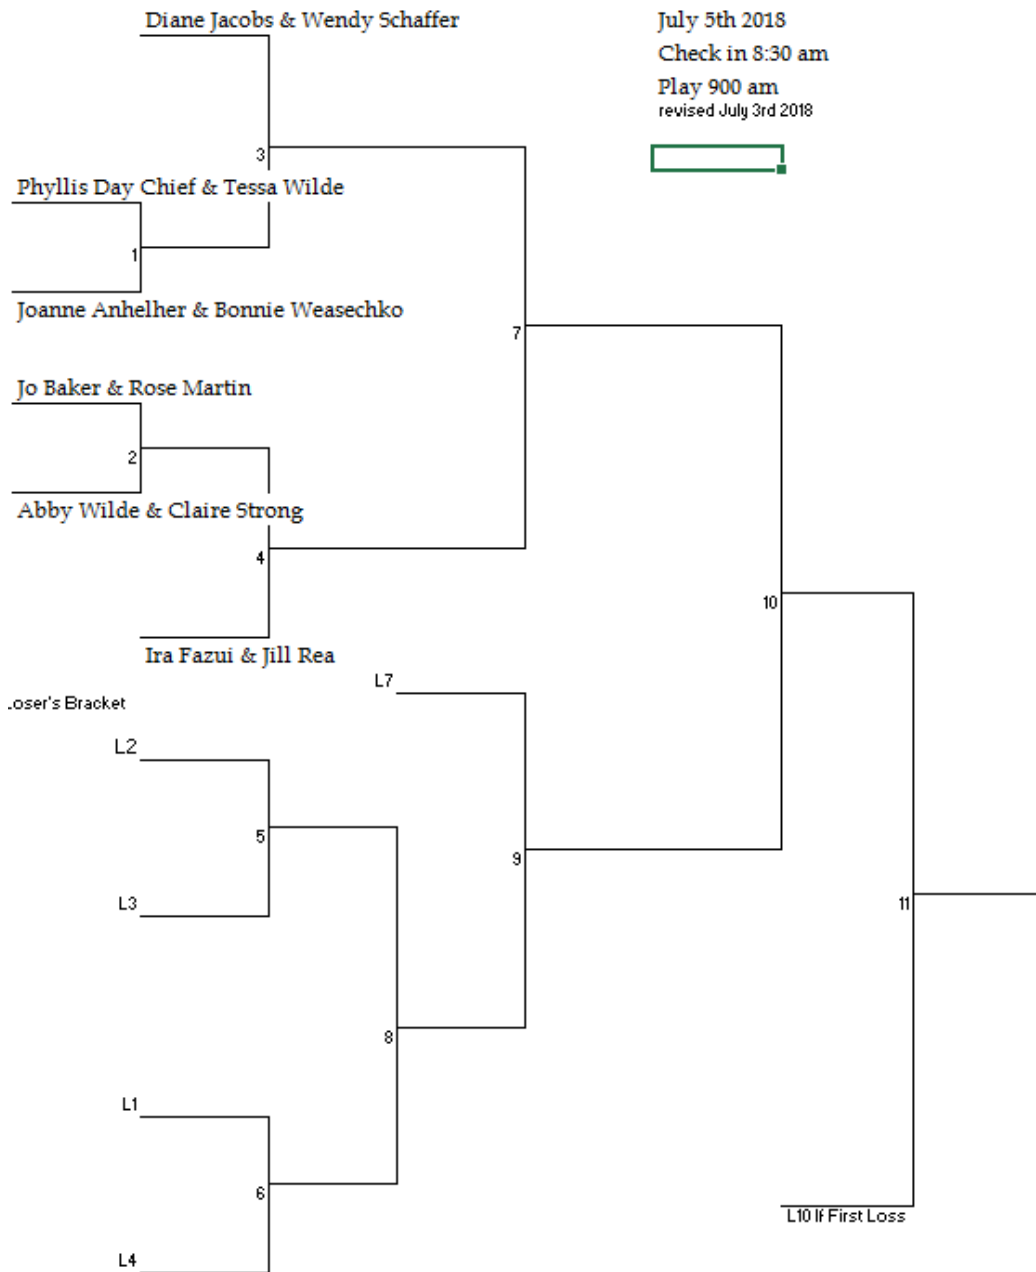 Diane Jacobs & Wendy Schaffer
July 5th 2018
Check in 8:30 am
Play 900 am
revised July 3rd 2018
3
Phyllis Day Chief & Tessa Wilde
1
Joanne Anhelher & Bonnie Weasechko
7
Jo Baker & Rose Martin
2
Abby Wilde & Claire Strong
4
10
Ira Fazui & Jill Rea
L7
.oser's Bracket
L2
5
9
L3
11
8
L1
6
L10 If First Loss
L4